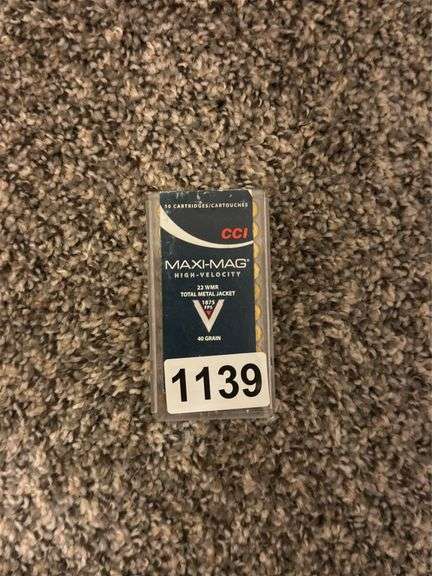 50 CARTRIDGES/CARTOUCHES
CCI
MAXI-MAG®
HIGH-VELOCITY
22 WMR
TOTAL METAL JACKET
1875
FPS
40 GRAIN
1139